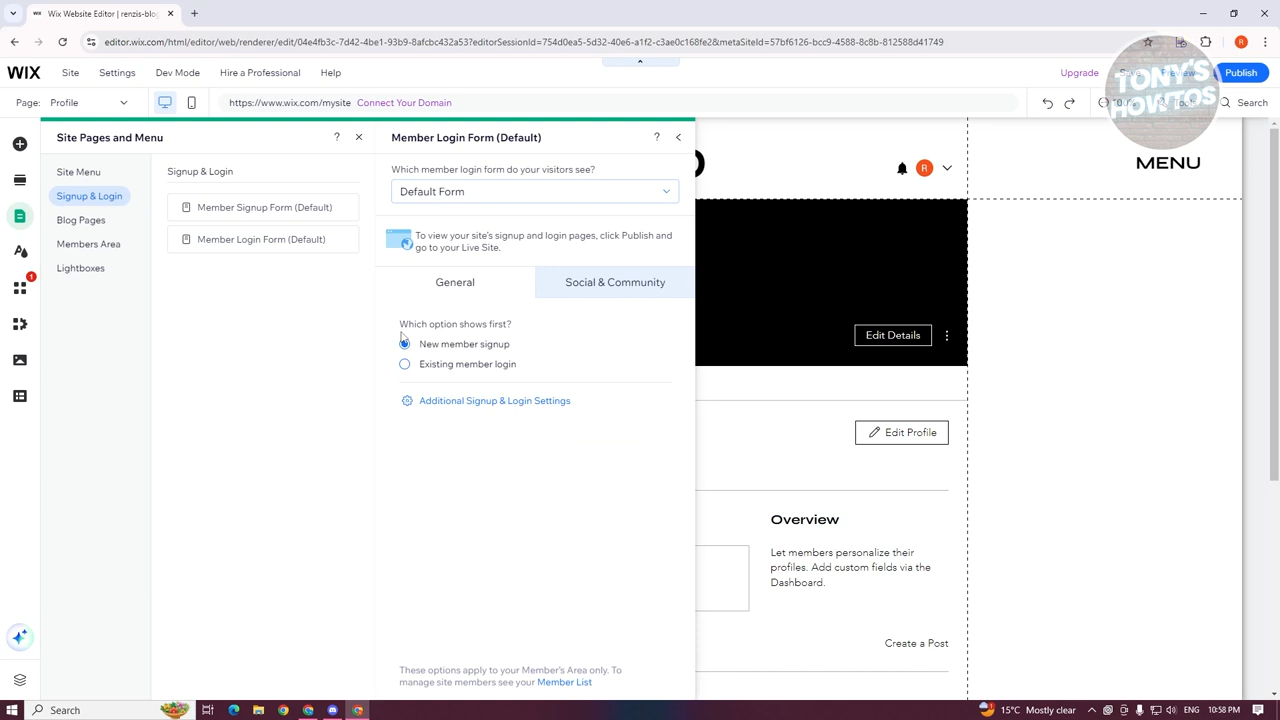 Wix Website Editor | renzis-blog
editor.wix.com/html/editor/web/renderer/edit/04e4fb3c-7d42-4be1-93b9-8afcbc432a53?editorSessionId=754d0ea5-5d32-40e6-a1f2-c3ae0c168fe2&metaSiteId=57bf6126-bcc9-4588-8c8b-812588d41749
R
WIX
Site
Settings
Dev Mode
Hire a Professional
Help
Upgrade
Save
Preview
Publish
TONY'S
HOWTOS
Page: Profile
https://www.wix.com/mysite Connect Your Domain
100%
Tools
Search
Site Pages and Menu
?
Member Login Form (Default)
?
Site Menu
Signup & Login
Blog Pages
Members Area
Lightboxes
1
Signup & Login
Member Signup Form (Default)
Member Login Form (Default)
Which member login form do your visitors see?
Default Form
To view your site's signup and login pages, click Publish and
go to your Live Site.
General
Social & Community
Which option shows first?
New member signup
Existing member login
Additional Signup & Login Settings
These options apply to your Member's Area only. To
manage site members see your Member List
R
MENU
Edit Details
Edit Profile
Overview
Let members personalize their
profiles. Add custom fields via the
Dashboard.
Create a Post
Search
15°C Mostly clear
ENG
10:58 PM